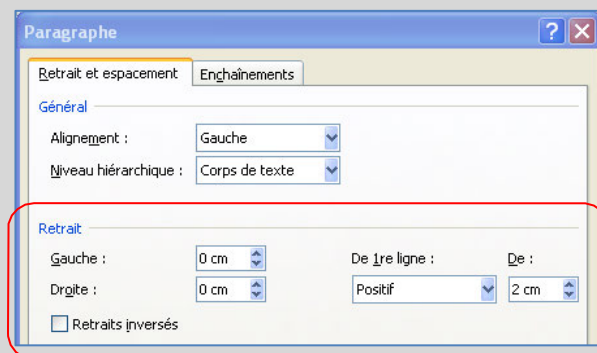 Paragraphe
Retrait et espacement Enchaînements
Général
Alignement : Gauche
Niveau hiérarchique : Corps de texte
Retrait
Gauche : 0 cm De 1re ligne : De :
Droite : 0 cm Positif 2 cm
Retraits inversés